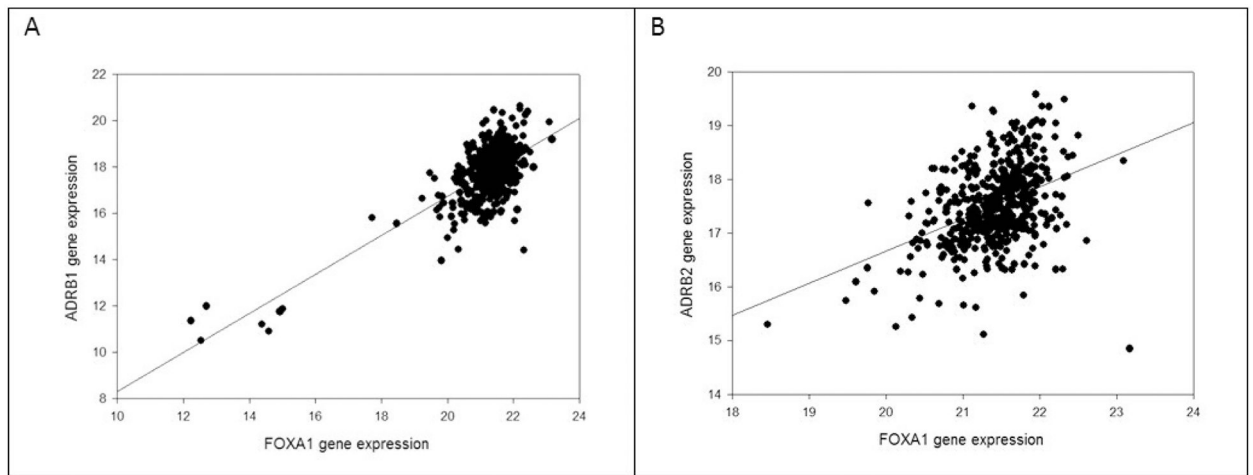 A
ADRB1 gene expression
22
20
18
16
14
12
10
8
10 12 14 16 18 20 22 24
FOXA1 gene expression
B
ADRB2 gene expression
20
19
18
17
16
15
14
18 19 20 21 22 23 24
FOXA1 gene expression